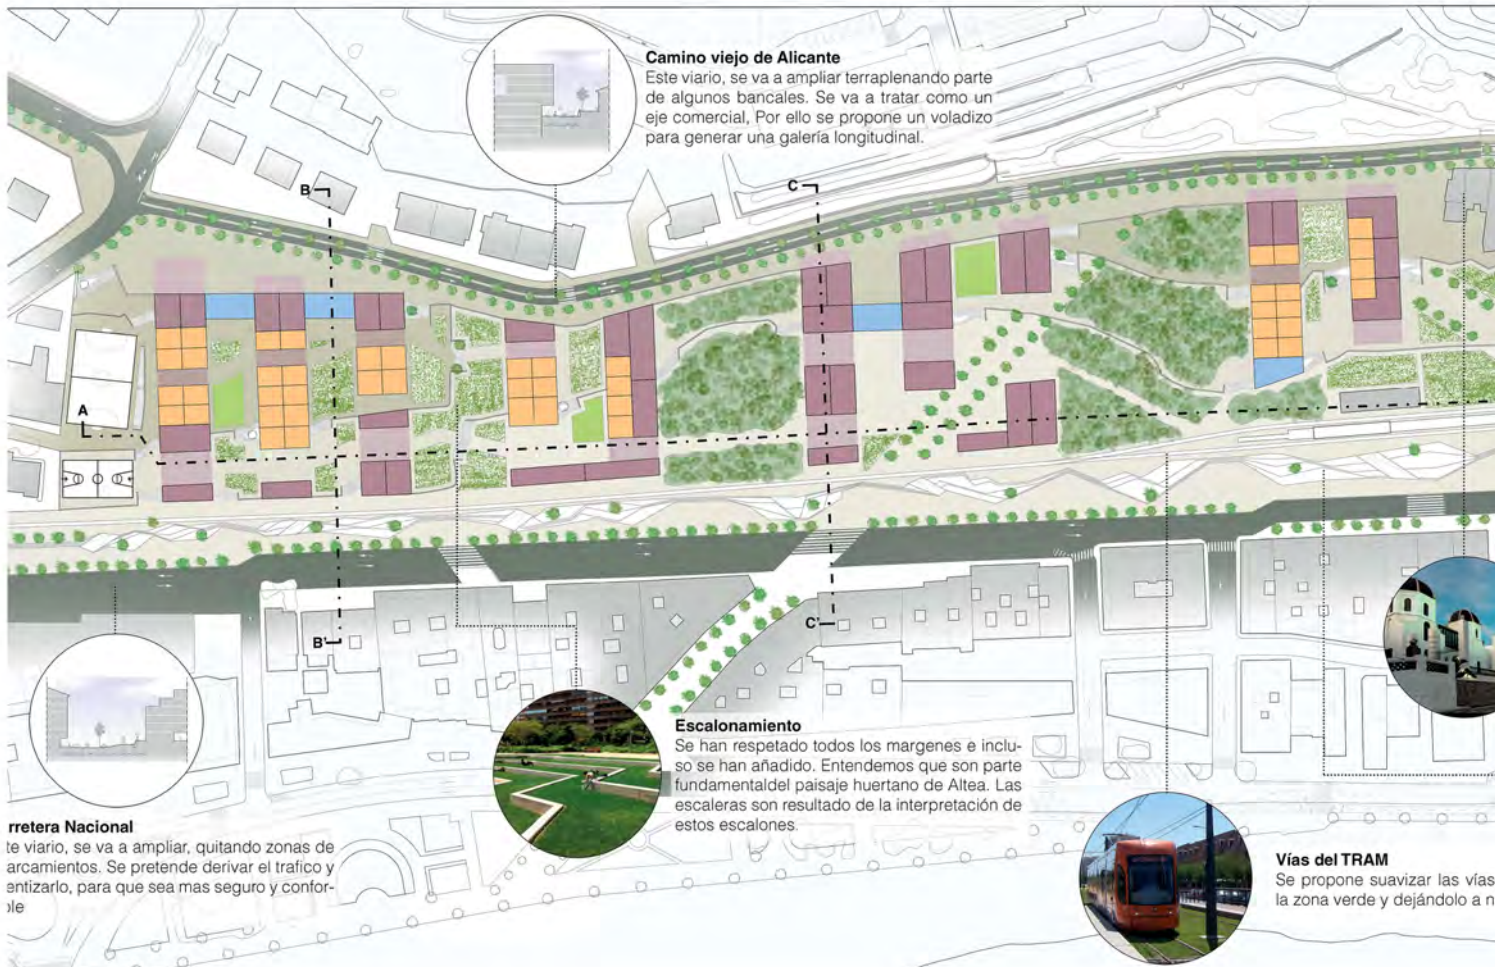 Camino viejo de Alicante
Este viario, se va a ampliar terraplenando parte
de algunos bancales. Se va a tratar como un
eje comercial, Por ello se propone un voladizo
para generar una galería longitudinal.
B
C
A
B'
C'
Escalonamiento
Se han respetado todos los margenes e inclu-
so se han añadido. Entendemos que son parte
fundamentaldel paisaje huertano de Altea. Las
escaleras son resultado de la interpretación de
estos escalones.
rretera Nacional
te viario, se va a ampliar, quitando zonas de
arcamientos. Se pretende derivar el trafico y
entizarlo, para que sea mas seguro y confor-
ble
Vías del TRAM
Se propone suavizar las vías
la zona verde y dejándolo a n